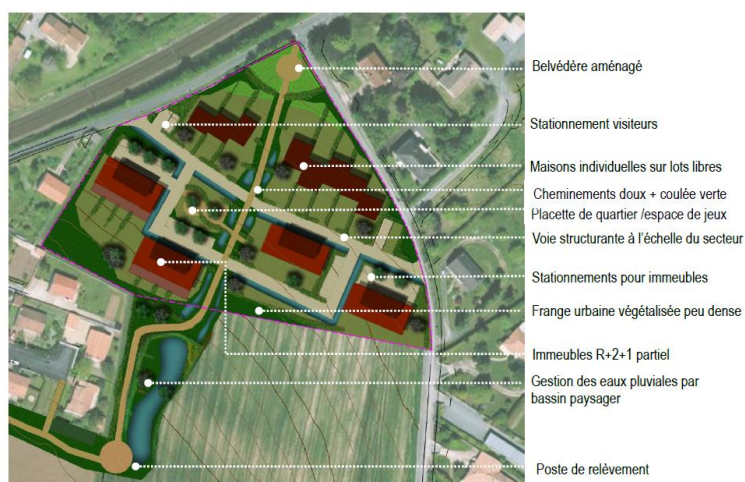 Belvédère aménagé
Stationnement visiteurs
Maisons individuelles sur lots libres
Cheminements doux + coulée verte
Placette de quartier /espace de jeux
Voie structurante à l'échelle du secteur
Stationnements pour immeubles
Frange urbaine végétalisée peu dense
Immeubles R+2+1 partiel
Gestion des eaux pluviales par
bassin paysager
Poste de relèvement